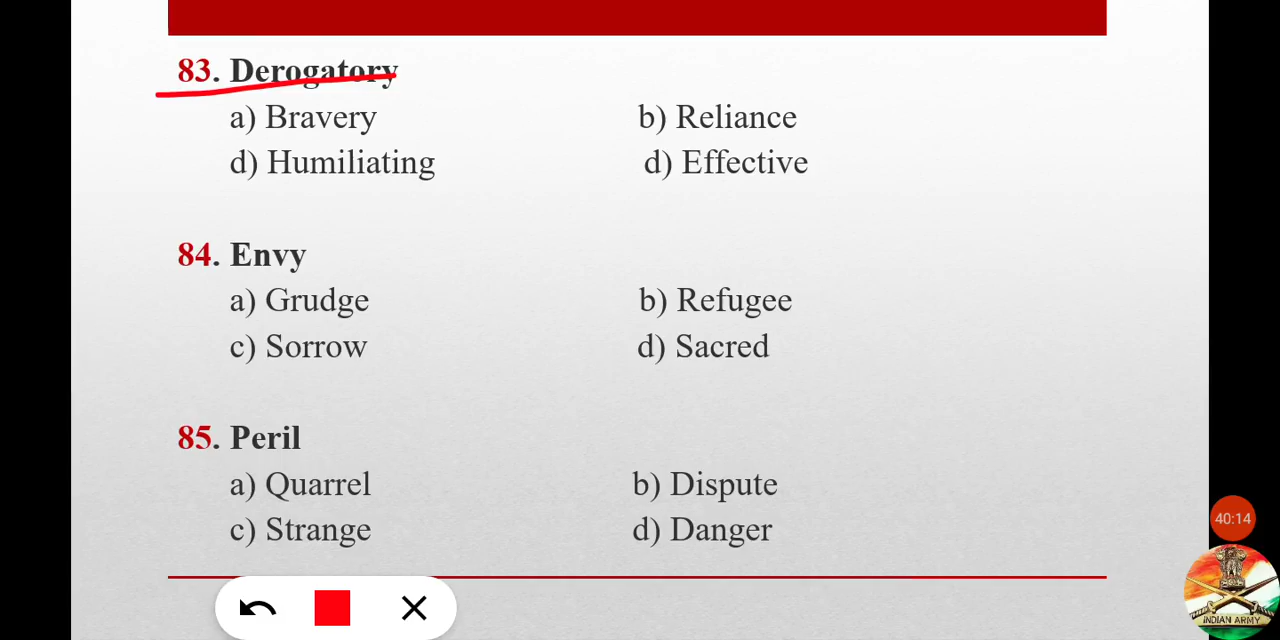 83. Derogatory
a) Bravery b) Reliance
d) Humiliating d) Effective
84. Envy
a) Grudge b) Refugee
c) Sorrow d) Sacred
85. Peril
a) Quarrel b) Dispute
c) Strange d) Danger
40:14
INDIAN ARMY